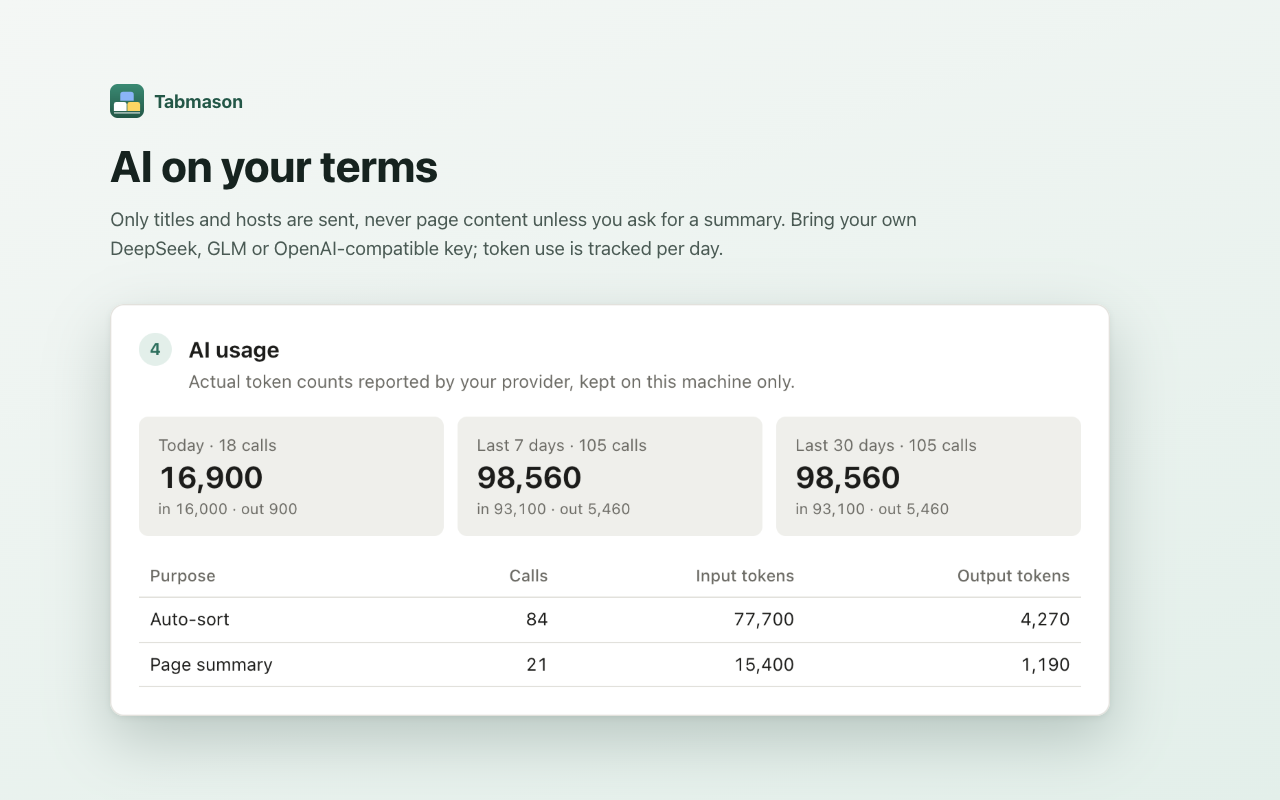 Tabmason
AI on your terms
Only titles and hosts are sent, never page content unless you ask for a summary. Bring your own
DeepSeek, GLM or OpenAI-compatible key; token use is tracked per day.
4
AI usage
Actual token counts reported by your provider, kept on this machine only.
Today · 18 calls
16,900
in 16,000 · out 900
Last 7 days · 105 calls
98,560
in 93,100 · out 5,460
Last 30 days · 105 calls
98,560
in 93,100 · out 5,460
Purpose Calls Input tokens Output tokens
Auto-sort 84 77,700 4,270
Page summary 21 15,400 1,190